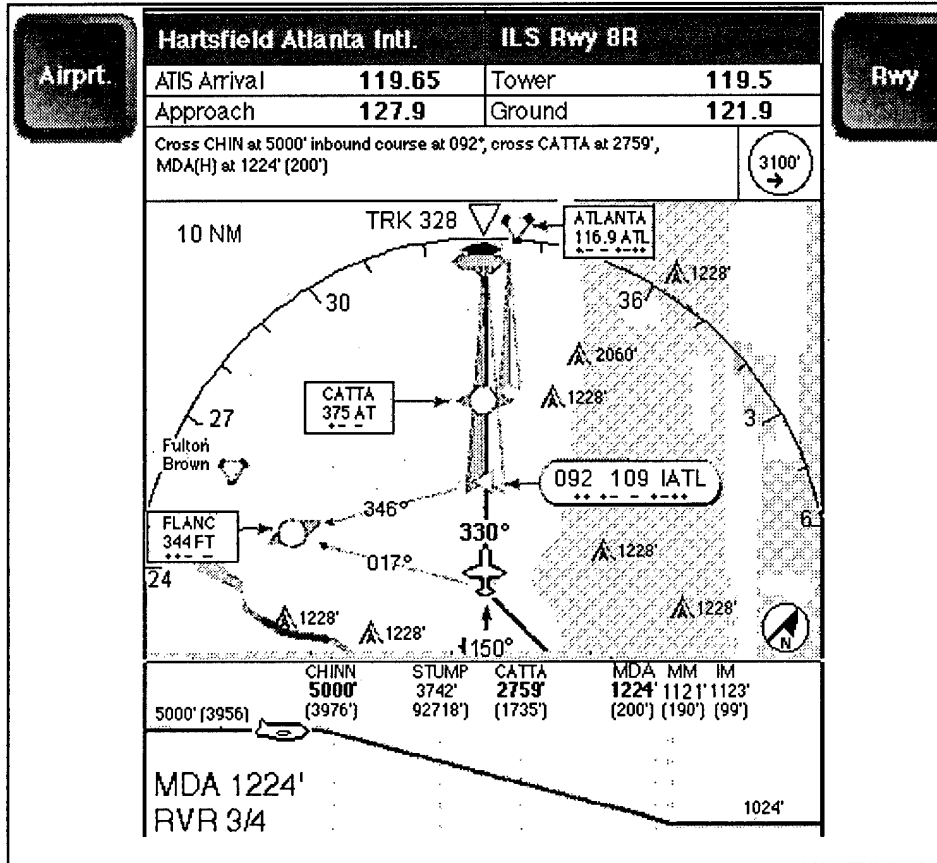 Airprt.
Hartsfield Atlanta Intl. ILS Rwy 8R
Rwy
ATIS Arrival 119.65 Tower 119.5
Approach 127.9 Ground 121.9
Cross CHIN at 5000' inbound course at 092°, cross CATTA at 2759',
MDA(H) at 1224' (200')
3100'
10 NM
TRK 328
ATLANTA
116.9 ATL
1228'
30
36
2060'
1228'
CATTA
375 AT
27
3
Fulton
Brown
092 109 IATL
346°
330°
6
FLANC
344 FT
017°
1228'
24
1228'
1228'
1228'
150°
N
CHINN STUMP CATTA MDA MM IM
5000' 3742' 2759' 1224' 1121' 1123'
5000' (3956) (3976') 92718') (1735') (200') (190') (99')
MDA 1224'
RVR 3/4
1024'